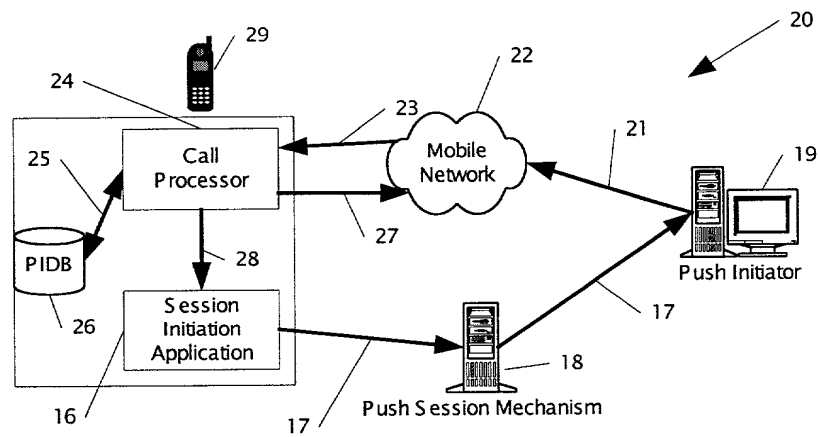 20
29
22
24
23
21
19
Call
Processor
Mobile
Network
25
27
PIDB
28
Push Initiator
26
Session
Initiation
Application
17
18
16
17
Push Session Mechanism